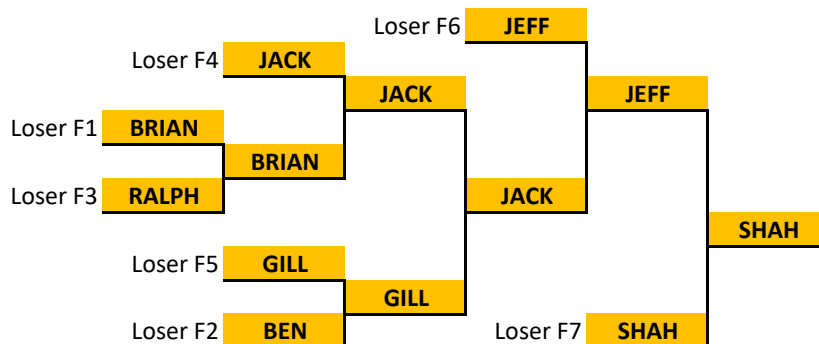 Loser F6 JEFF
Loser F4 JACK
JACK JEFF
Loser F1 BRIAN
BRIAN
Loser F3 RALPH JACK
SHAH
Loser F5 GILL
GILL
Loser F2 BEN Loser F7 SHAH